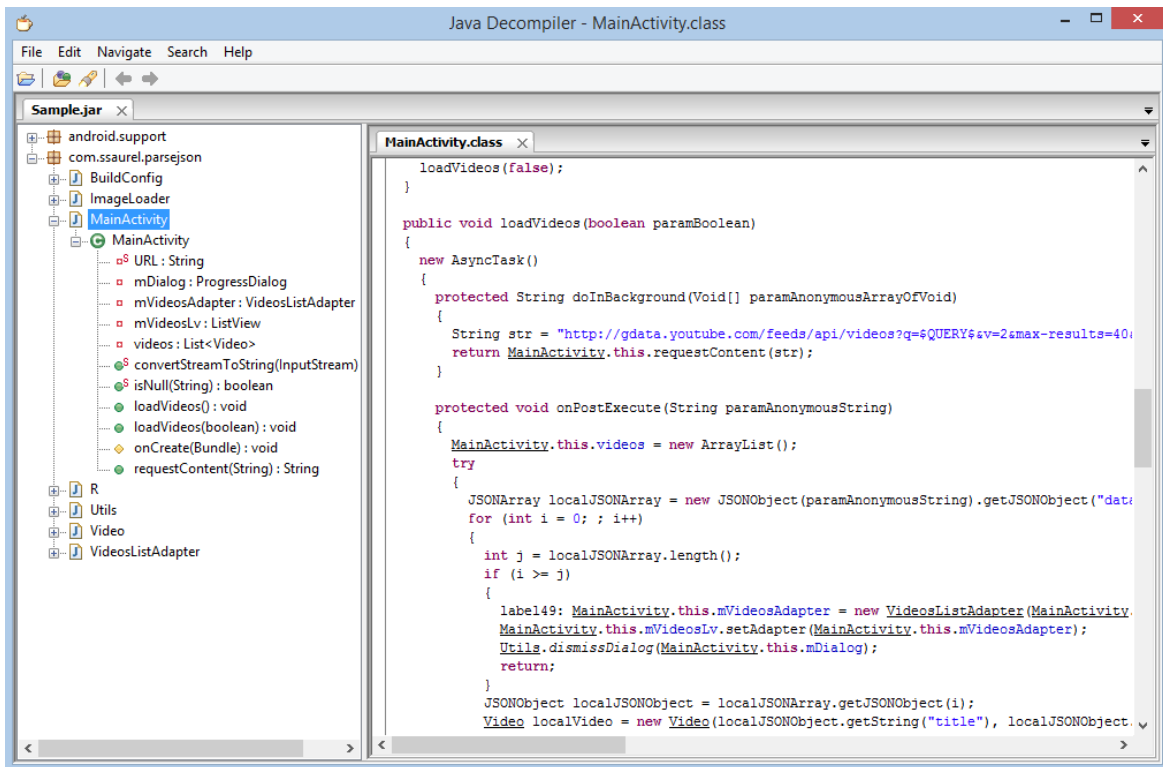 Java Decompiler - MainActivity.class
File Edit Navigate Search Help
Sample.jar
android.support
com.ssaurel.parsejson
BuildConfig
ImageLoader
MainActivity
MainActivity
URL : String
mDialog : ProgressDialog
mVideosAdapter : VideosListAdapter
mVideosLv : ListView
videos : List<Video>
convertStreamToString(InputStream)
isNull(String) : boolean
loadVideos() : void
loadVideos(boolean) : void
onCreate(Bundle) : void
requestContent(String) : String
R
Utils
Video
VideosListAdapter
MainActivity.class
loadVideos(false);
}
public void loadVideos(boolean paramBoolean)
{
new AsyncTask()
{
protected String doInBackground(Void[] paramAnonymousArrayOfVoid)
{
String str = "http://gdata.youtube.com/feeds/api/videos?q=$QUERY$&v=2&max-results=40&
return MainActivity.this.requestContent(str);
}
protected void onPostExecute(String paramAnonymousString)
{
MainActivity.this.videos = new ArrayList();
try
{
JSONArray localJSONArray = new JSONObject(paramAnonymousString).getJSONObject("data
for (int i = 0; ; i++)
{
int j = localJSONArray.length();
if (i >= j)
{
label49: MainActivity.this.mVideosAdapter = new VideosListAdapter(MainActivity.
MainActivity.this.mVideosLv.setAdapter(MainActivity.this.mVideosAdapter);
Utils.dismissDialog(MainActivity.this.mDialog);
return;
}
JSONObject localJSONObject = localJSONArray.getJSONObject(i);
Video localVideo = new Video(localJSONObject.getString("title"), localJSONObject.